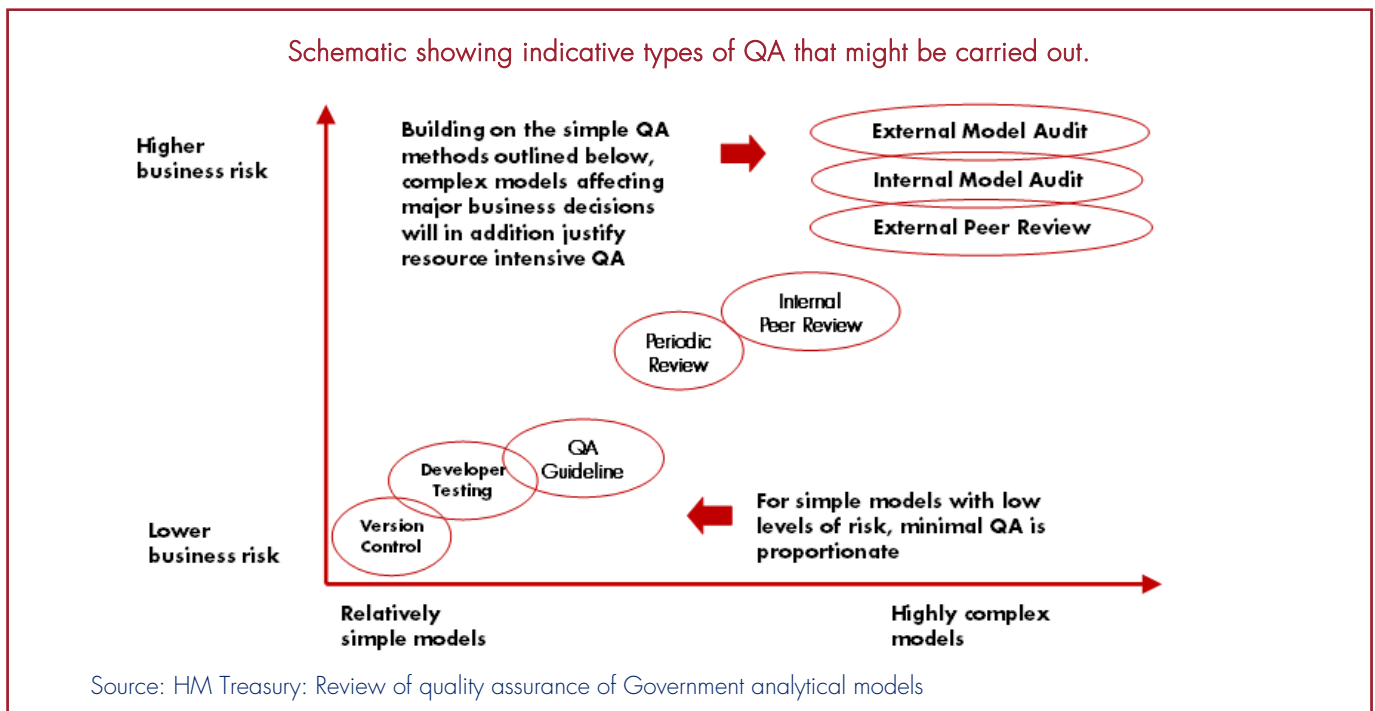 Schematic showing indicative types of QA that might be carried out.
Higher
business risk
Building on the simple QA
methods outlined below,
complex models affecting
major business decisions
will in addition justify
resource intensive QA
External Model Audit
Internal Model Audit
External Peer Review
Internal
Peer Review
Periodic
Review
QA
Guideline
Developer
Testing
Version
Control
For simple models with low
levels of risk, minimal QA is
proportionate
Lower
business risk
Relatively
simple models
Highly complex
models
Source: HM Treasury: Review of quality assurance of Government analytical models